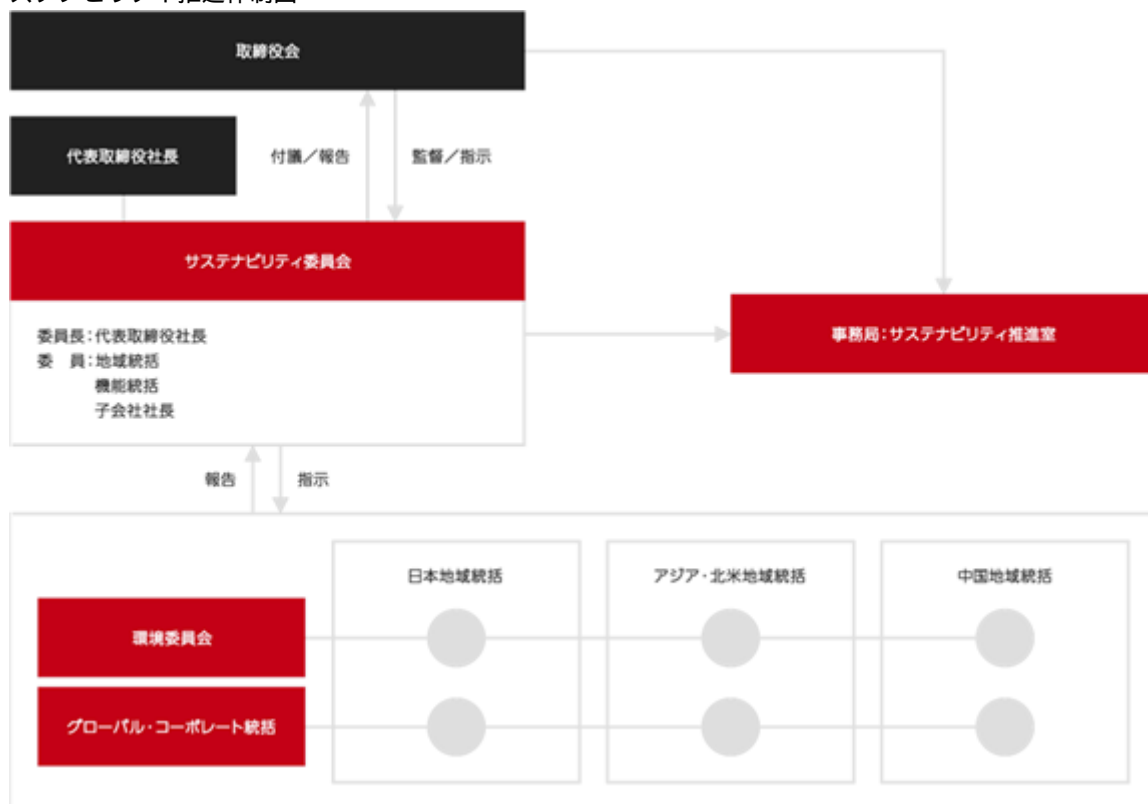 取締役会
代表取締役社長
付議／報告
監督／指示
サステナビリティ委員会
委員長：代表取締役社長
委　員：地域統括
機能統括
子会社社長
事務局：サステナビリティ推進室
報告
指示
日本地域統括
アジア・北米地域統括
中国地域統括
環境委員会
グローバル・コーポレート統括